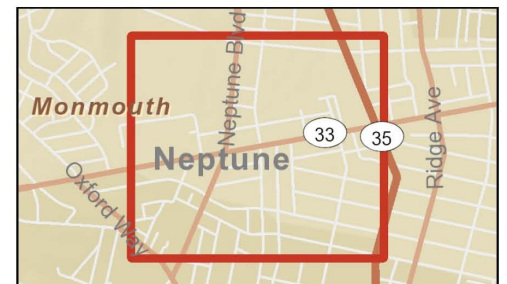 Neptune Blvd
Monmouth
33
35
Ridge Ave
Neptune
Oxford Way